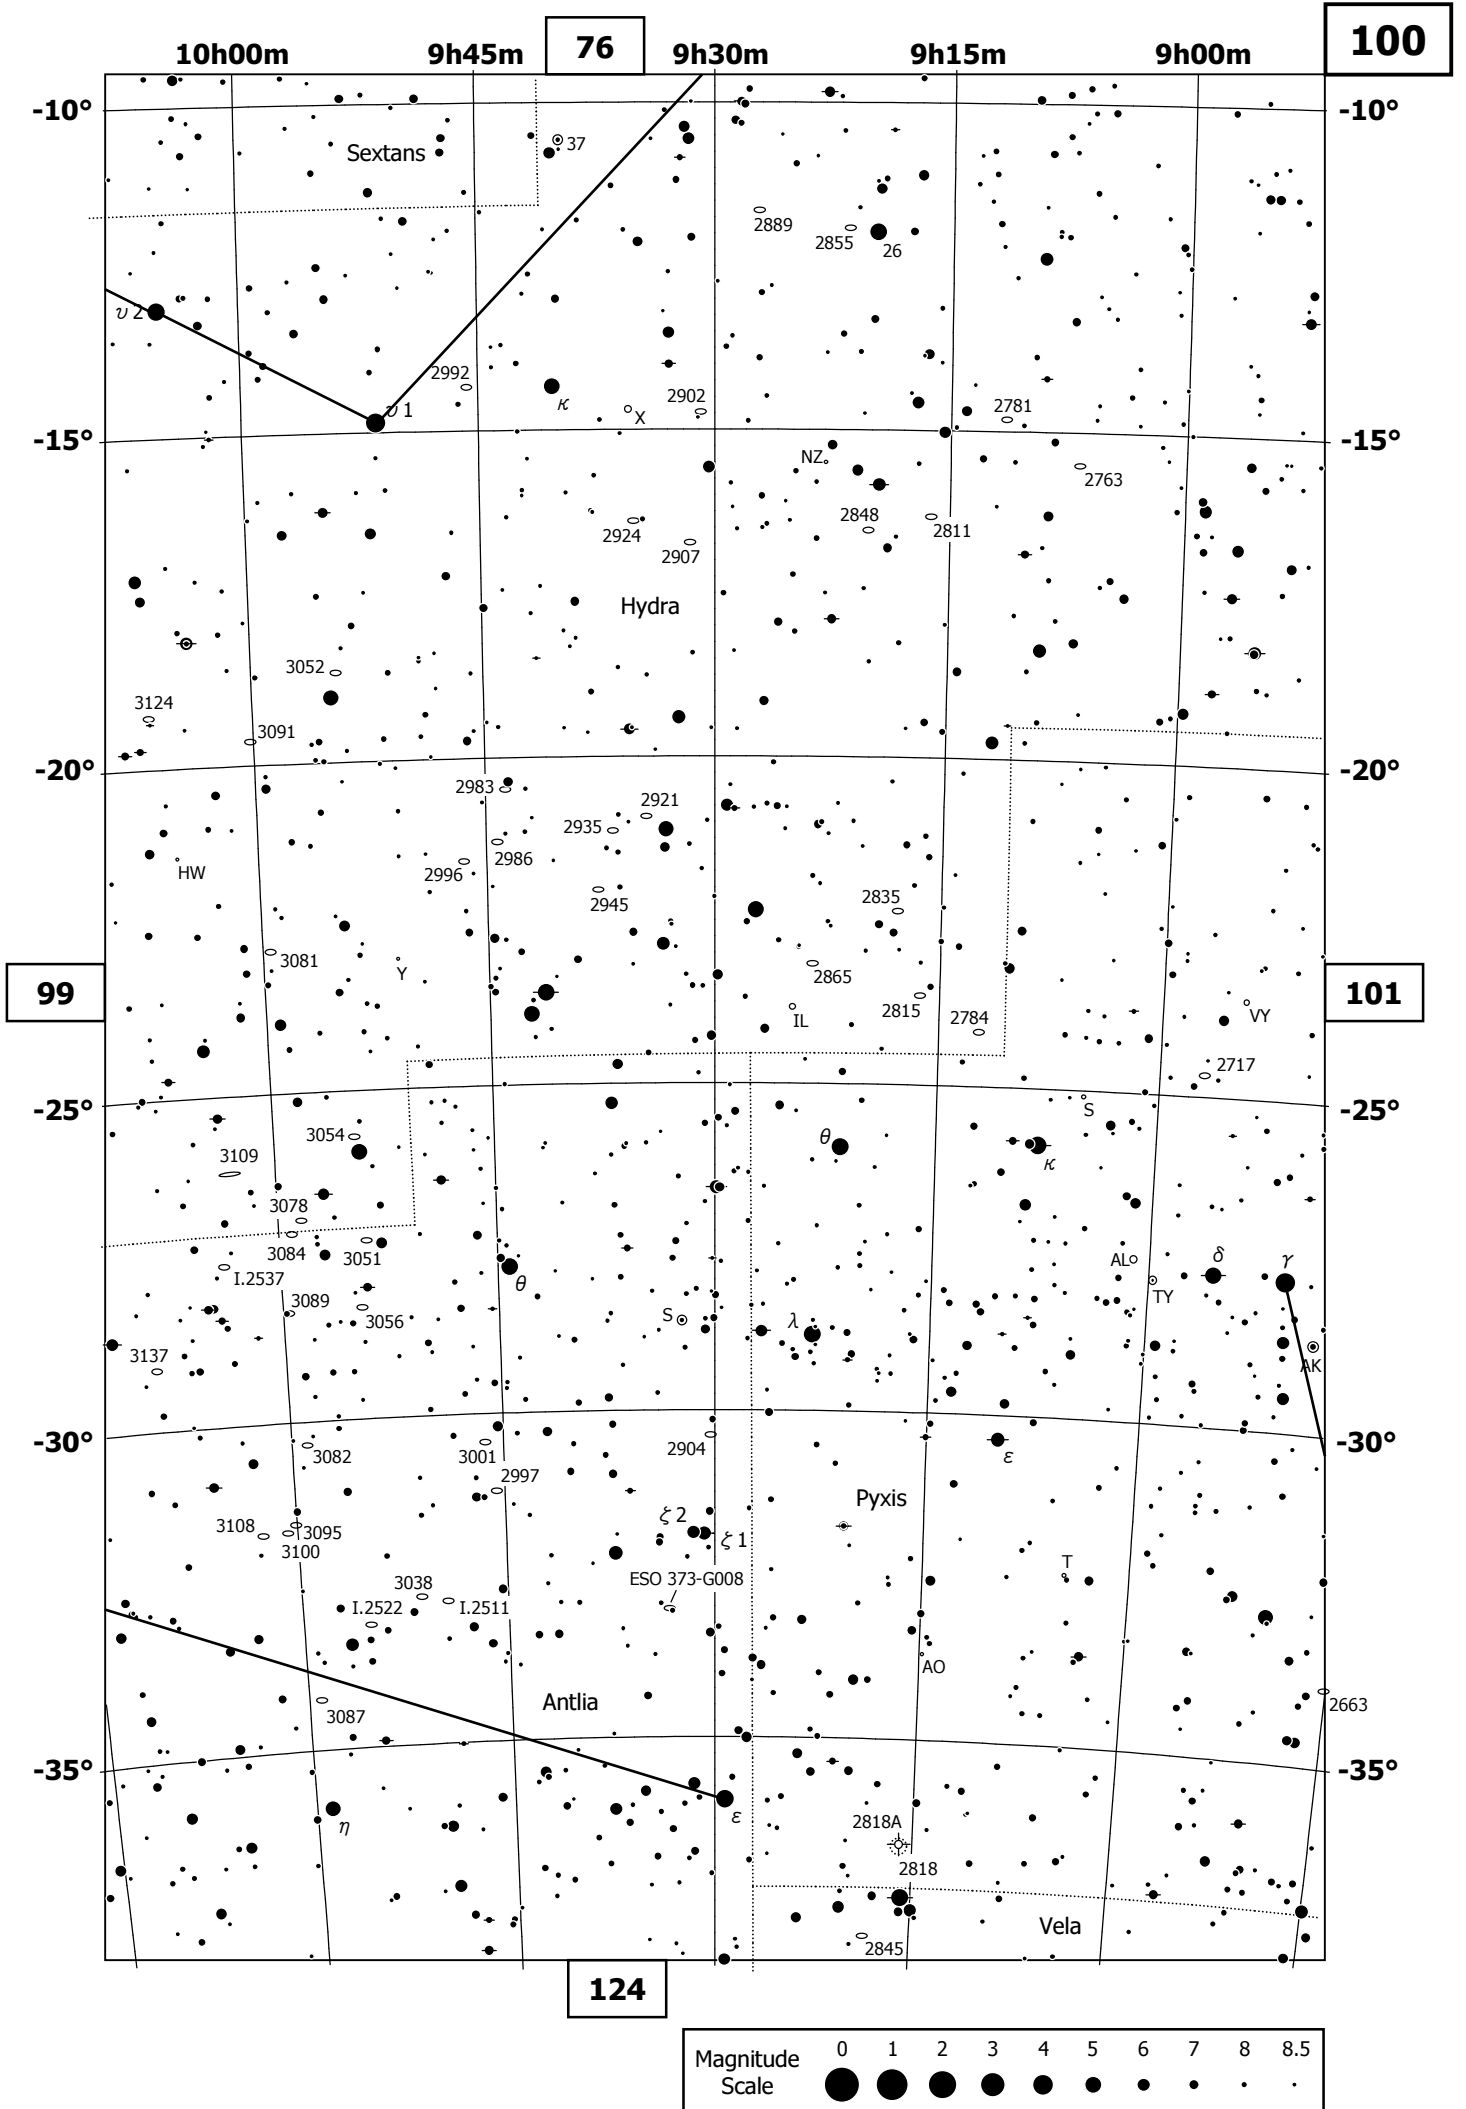 100
10h00m 9h45m 76 9h30m 9h15m 9h00m
-10° -10°
37
Sextans
2889
2855
26
υ 2
2992
κ
2902
υ 1
X
2781
-15° -15°
NZ
2763
2848
2924
2811
2907
Hydra
3052
3124
3091
-20° -20°
2983
2921
2935
2986
HW
2996
2945
2835
3081
Y
2865
99 101
2815
IL
2784
VY
2717
-25° -25°
S
3054
θ
3109
κ
3078
3084
3051
AL
δ
γ
I.2537
θ
TY
3089
3056
S
λ
3137
AK
-30° -30°
3082
3001
2904
ε
2997
Pyxis
ζ 2
3108
3095
ζ 1
3100
T
ESO 373-G008
3038
I.2522
I.2511
AO
Antlia
3087
2663
-35° -35°
ε
2818A
η
2818
Vela
2845
124
Magnitude
Scale
0 1 2 3 4 5 6 7 8 8.5